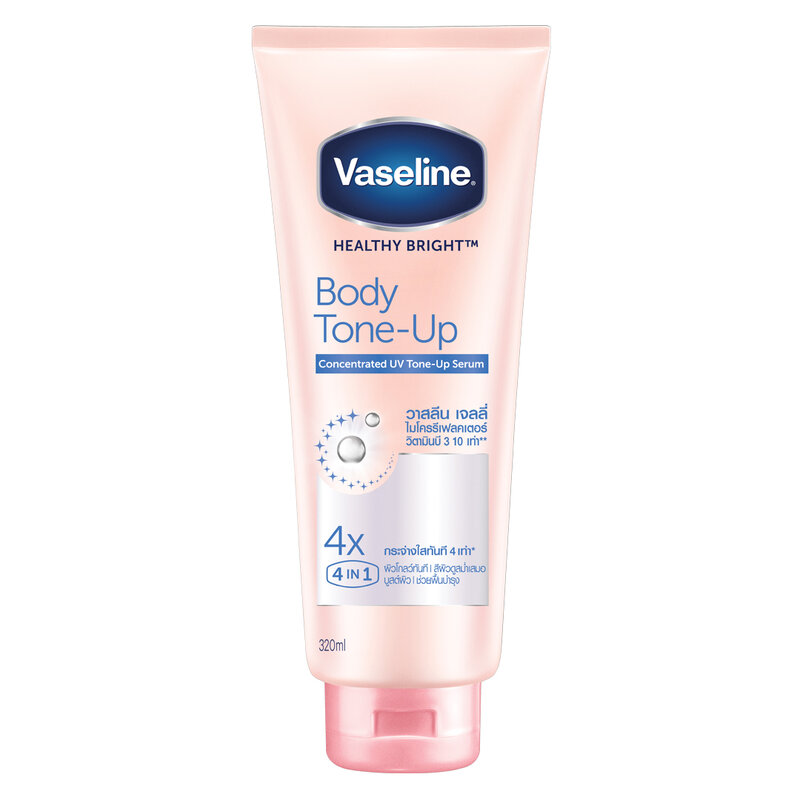 Vaseline®
HEALTHY BRIGHT™
Body
Tone-Up
Concentrated UV Tone-Up Serum
วาสลีน เจลลี่
ไมโครรีเฟลคเตอร์
วิตามินบี 3 10 เท่า**
4x
กระจ่างใสทันที 4 เท่า*
4 IN 1
ผิวโกลว์ทันที | สีผิวดูสม่ำเสมอ
บูสต์ผิว | ช่วยฟื้นบำรุง
320ml